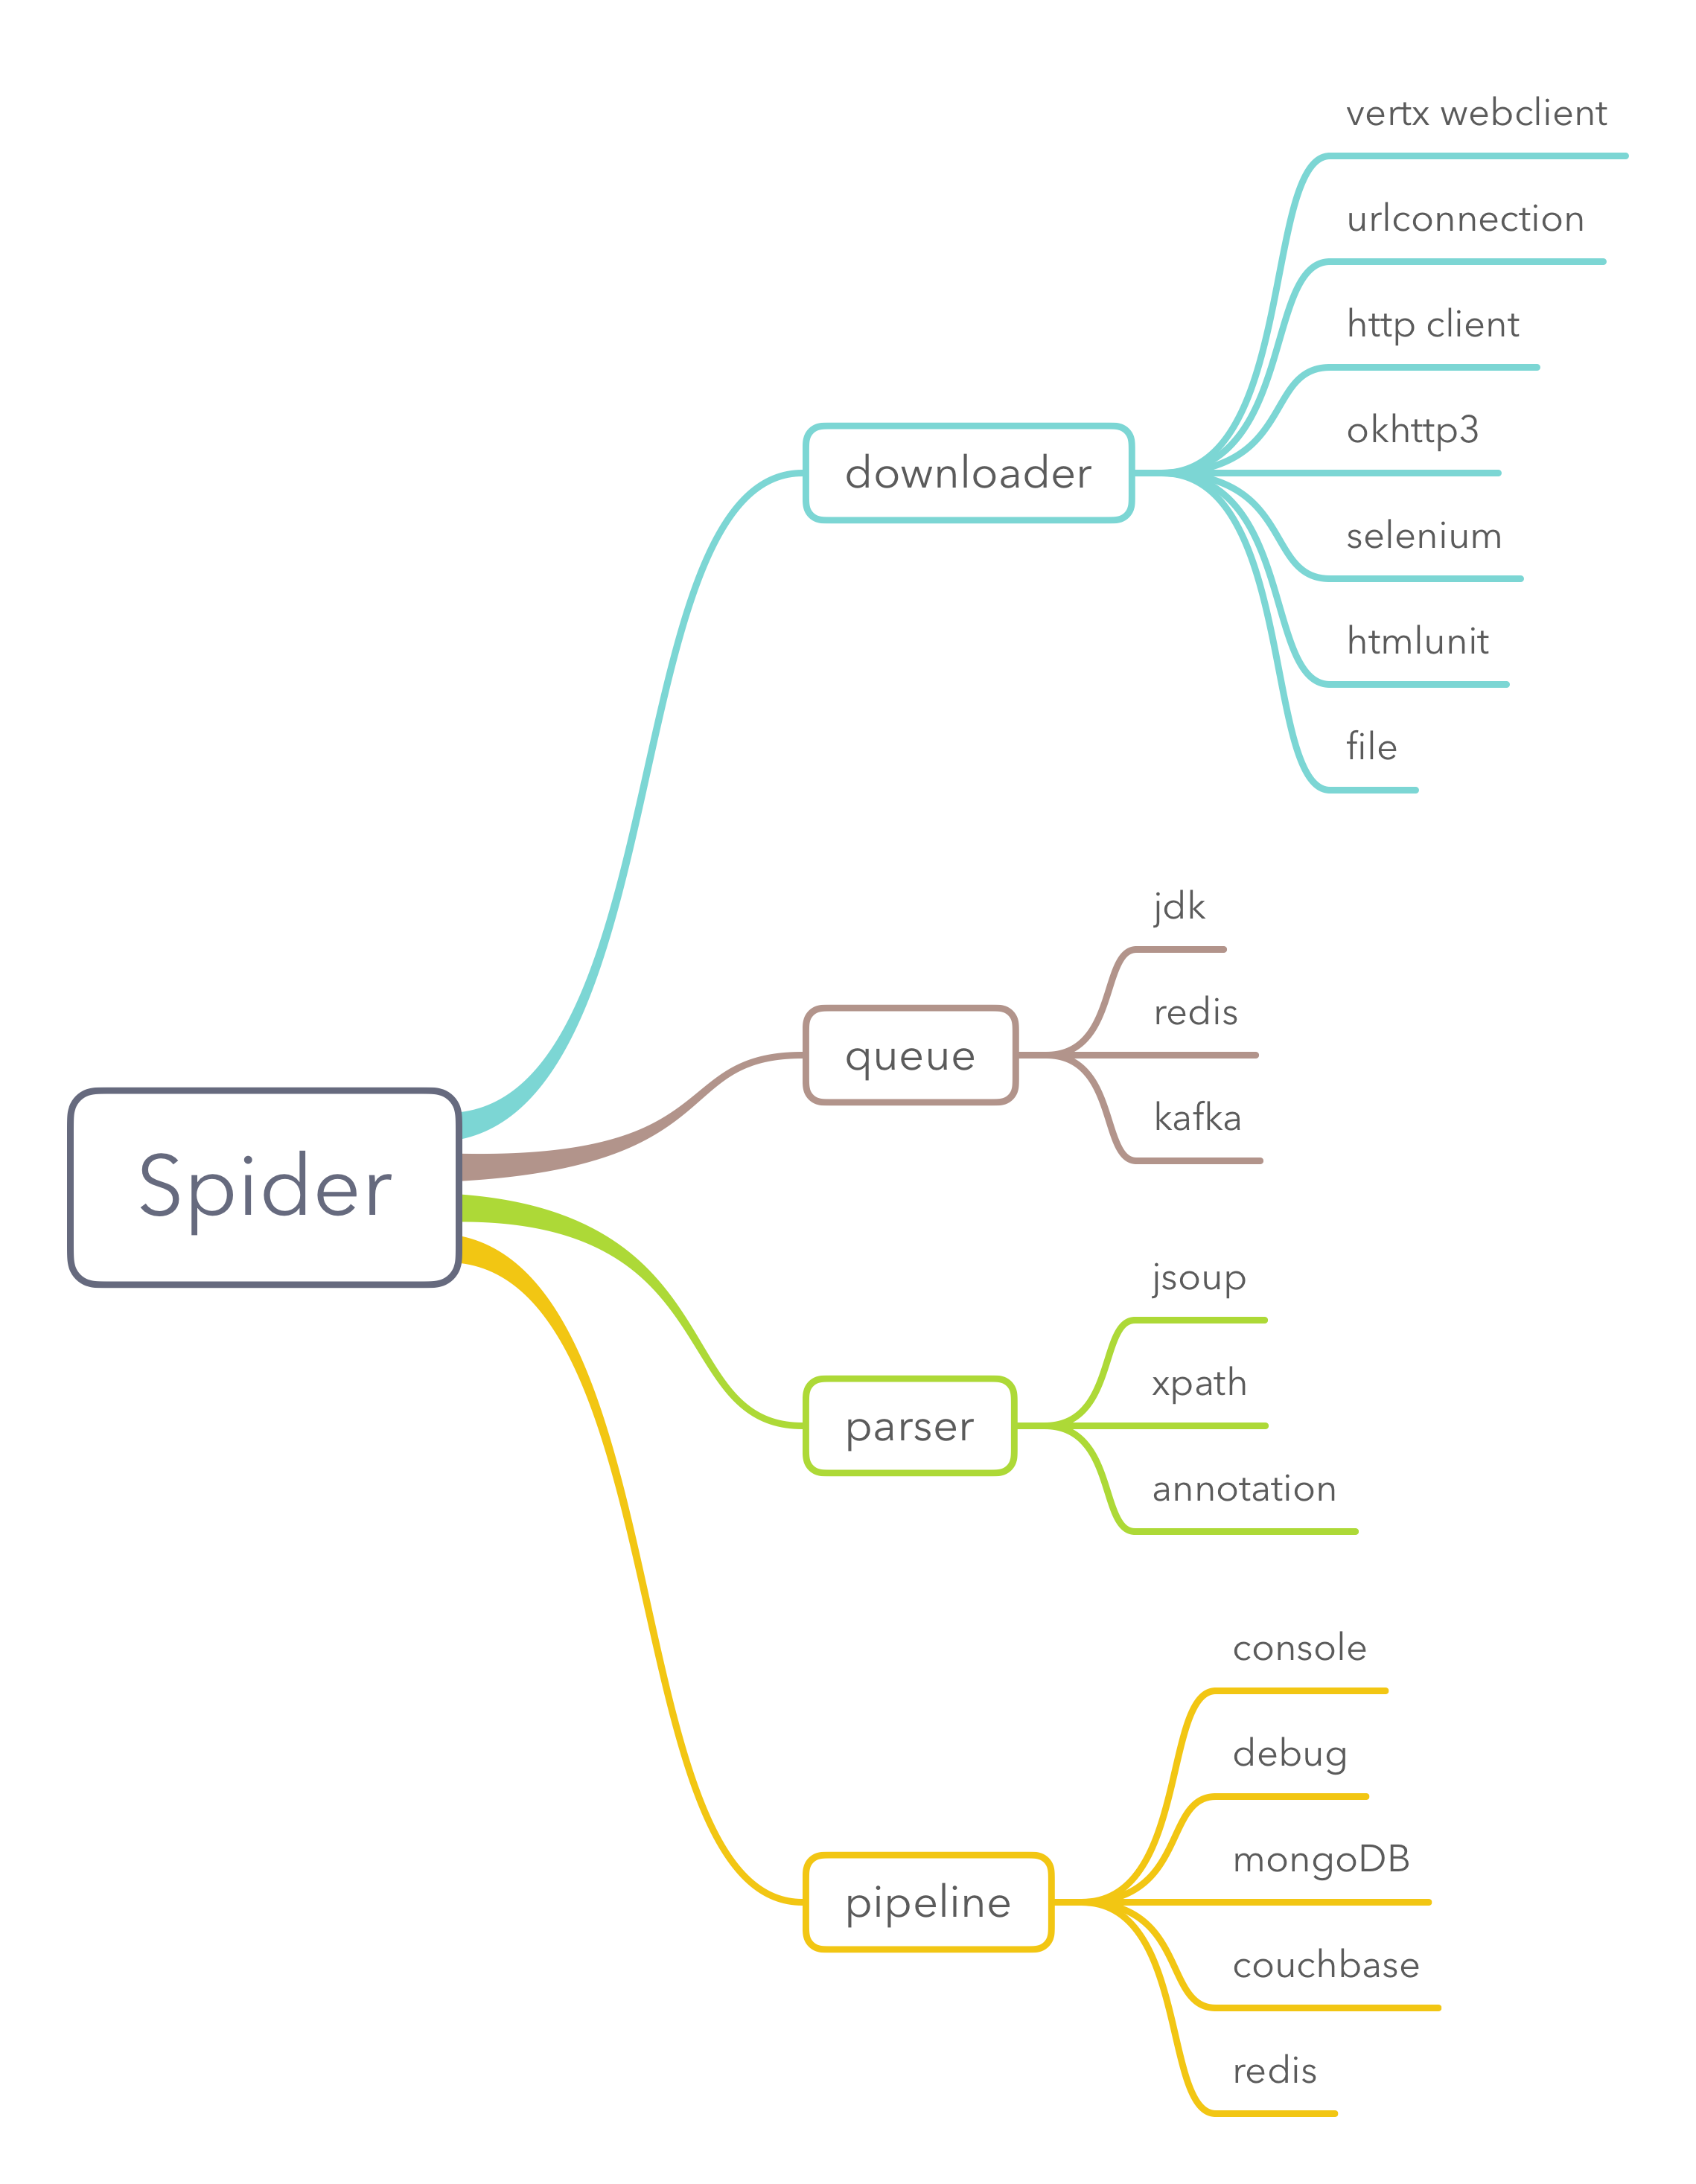 Spider
downloader
vertx webclient
urlconnection
http client
okhttp3
selenium
htmlunit
file
queue
jdk
redis
kafka
parser
jsoup
xpath
annotation
pipeline
console
debug
mongoDB
couchbase
redis